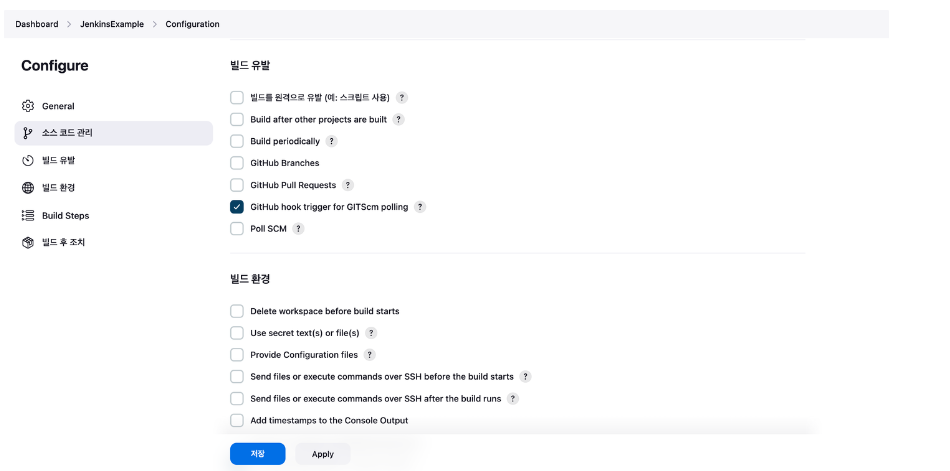 Dashboard > JenkinsExample > Configuration
Configure
General
소스 코드 관리
빌드 유발
빌드 환경
Build Steps
빌드 후 조치
빌드 유발
빌드를 원격으로 유발 (예: 스크립트 사용) ?
Build after other projects are built ?
Build periodically ?
GitHub Branches
GitHub Pull Requests ?
GitHub hook trigger for GITScm polling ?
Poll SCM ?
빌드 환경
Delete workspace before build starts
Use secret text(s) or file(s) ?
Provide Configuration files ?
Send files or execute commands over SSH before the build starts ?
Send files or execute commands over SSH after the build runs ?
Add timestamps to the Console Output
저장 Apply